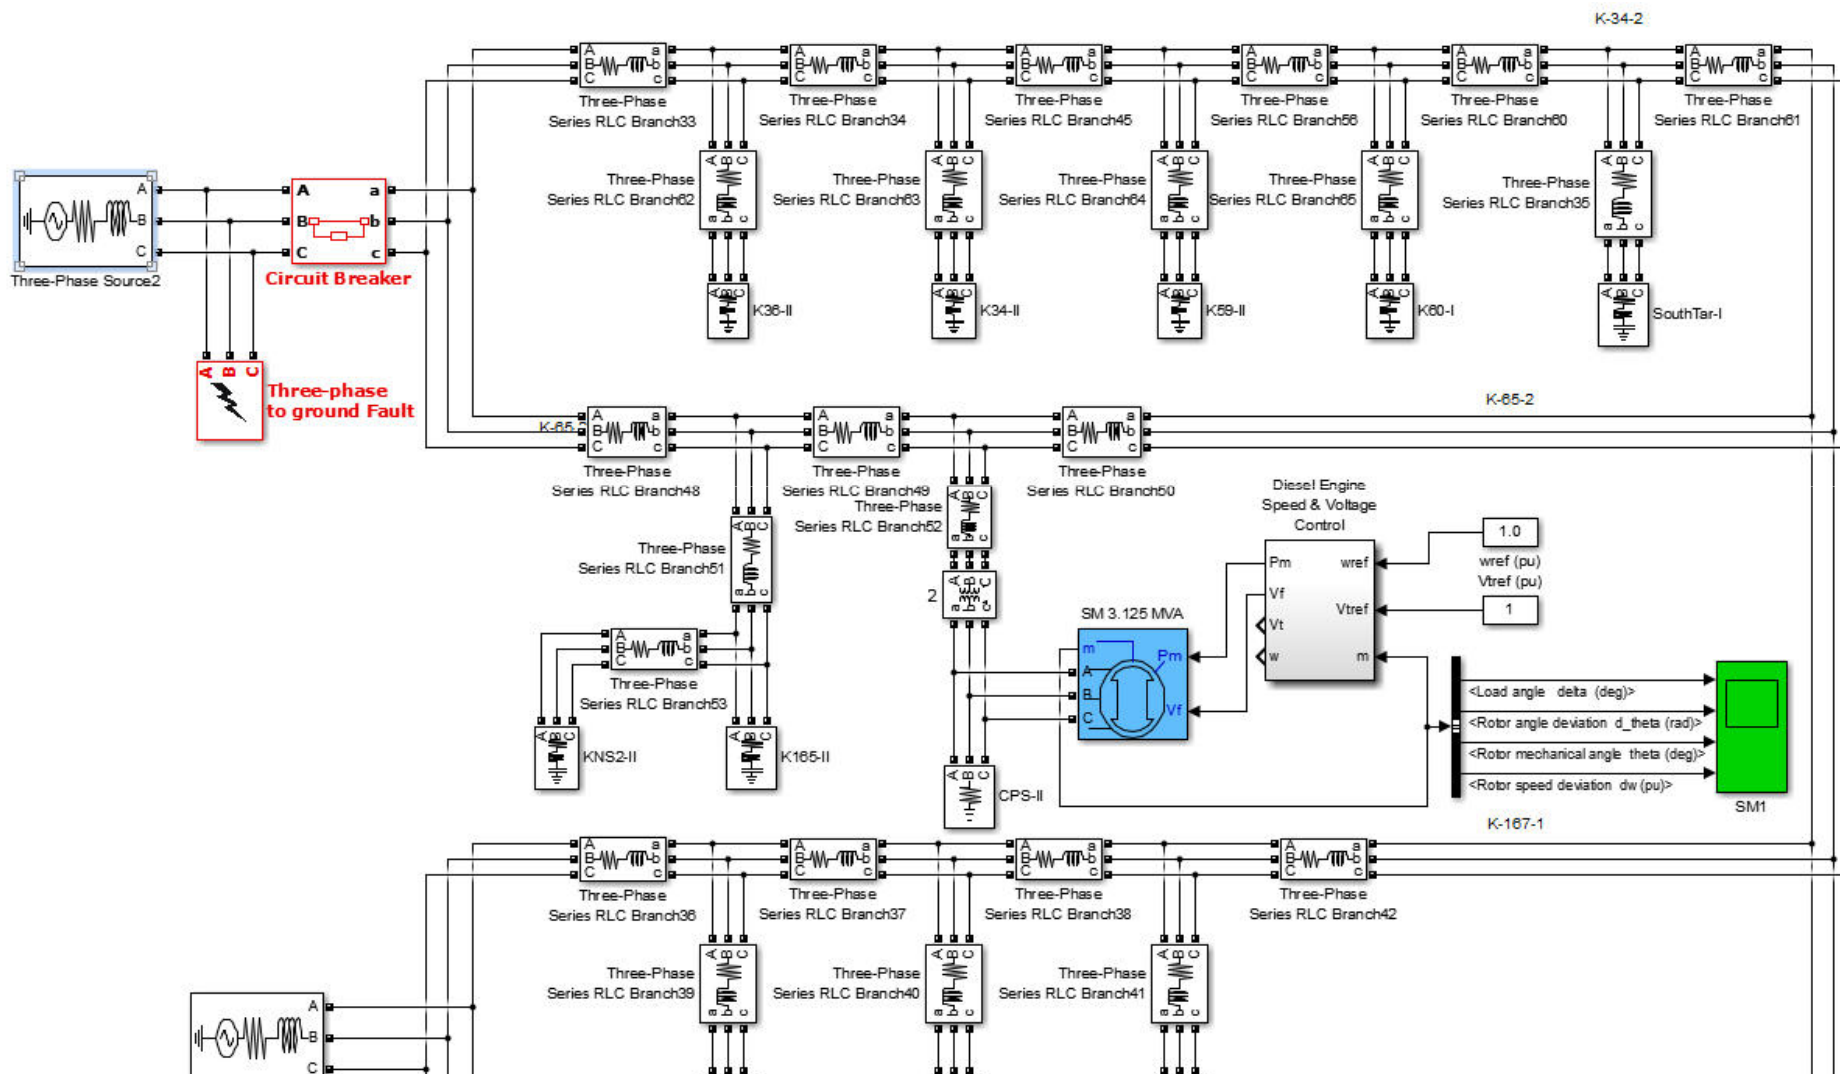 K-34-2
A
B
C
a
b
c
A
B
C
a
b
c
A
B
C
a
b
c
A
B
C
a
b
c
A
B
C
a
b
c
A
B
C
a
b
c
Three-Phase
Series RLC Branch33
Three-Phase
Series RLC Branch34
Three-Phase
Series RLC Branch45
Three-Phase
Series RLC Branch56
Three-Phase
Series RLC Branch60
Three-Phase
Series RLC Branch61
A
B
C
Three-Phase Source2
A
B
C
a
b
c
Circuit Breaker
A B C
a b c
Three-Phase
Series RLC Branch62
A B C
a b c
Three-Phase
Series RLC Branch63
A B C
a b c
Three-Phase
Series RLC Branch64
A B C
a b c
Three-Phase
Series RLC Branch65
A B C
a b c
Three-Phase
Series RLC Branch35
A B C
K36-II
A B C
K34-II
A B C
K59-II
A B C
K60-I
A B C
SouthTar-I
A B C
Three-phase
to ground Fault
K-65-2
K-65-2
A
B
C
a
b
c
A
B
C
a
b
c
A
B
C
a
b
c
Three-Phase
Series RLC Branch48
Three-Phase
Series RLC Branch49
Three-Phase
Series RLC Branch50
A B C
a b c
Three-Phase
Series RLC Branch52
A B C
a b c
Three-Phase
Series RLC Branch51
A B C
a b c
2
Diesel Engine
Speed & Voltage
Control
Pm
Vf
Vt
w
wref
Vtref
m
1.0
wref (pu)
Vtref (pu)
1
SM 3.125 MVA
m
A
B
C
Pm
Vf
A
B
C
a
b
c
Three-Phase
Series RLC Branch53
A B C
KNS2-II
A B C
K165-II
A B C
CPS-II
<Load angle delta (deg)>
<Rotor angle deviation d_theta (rad)>
<Rotor mechanical angle theta (deg)>
<Rotor speed deviation dw (pu)>
SM1
K-167-1
A
B
C
a
b
c
A
B
C
a
b
c
A
B
C
a
b
c
A
B
C
a
b
c
Three-Phase
Series RLC Branch36
Three-Phase
Series RLC Branch37
Three-Phase
Series RLC Branch38
Three-Phase
Series RLC Branch42
A B C
a b c
Three-Phase
Series RLC Branch39
A B C
a b c
Three-Phase
Series RLC Branch40
A B C
a b c
Three-Phase
Series RLC Branch41
A
B
C